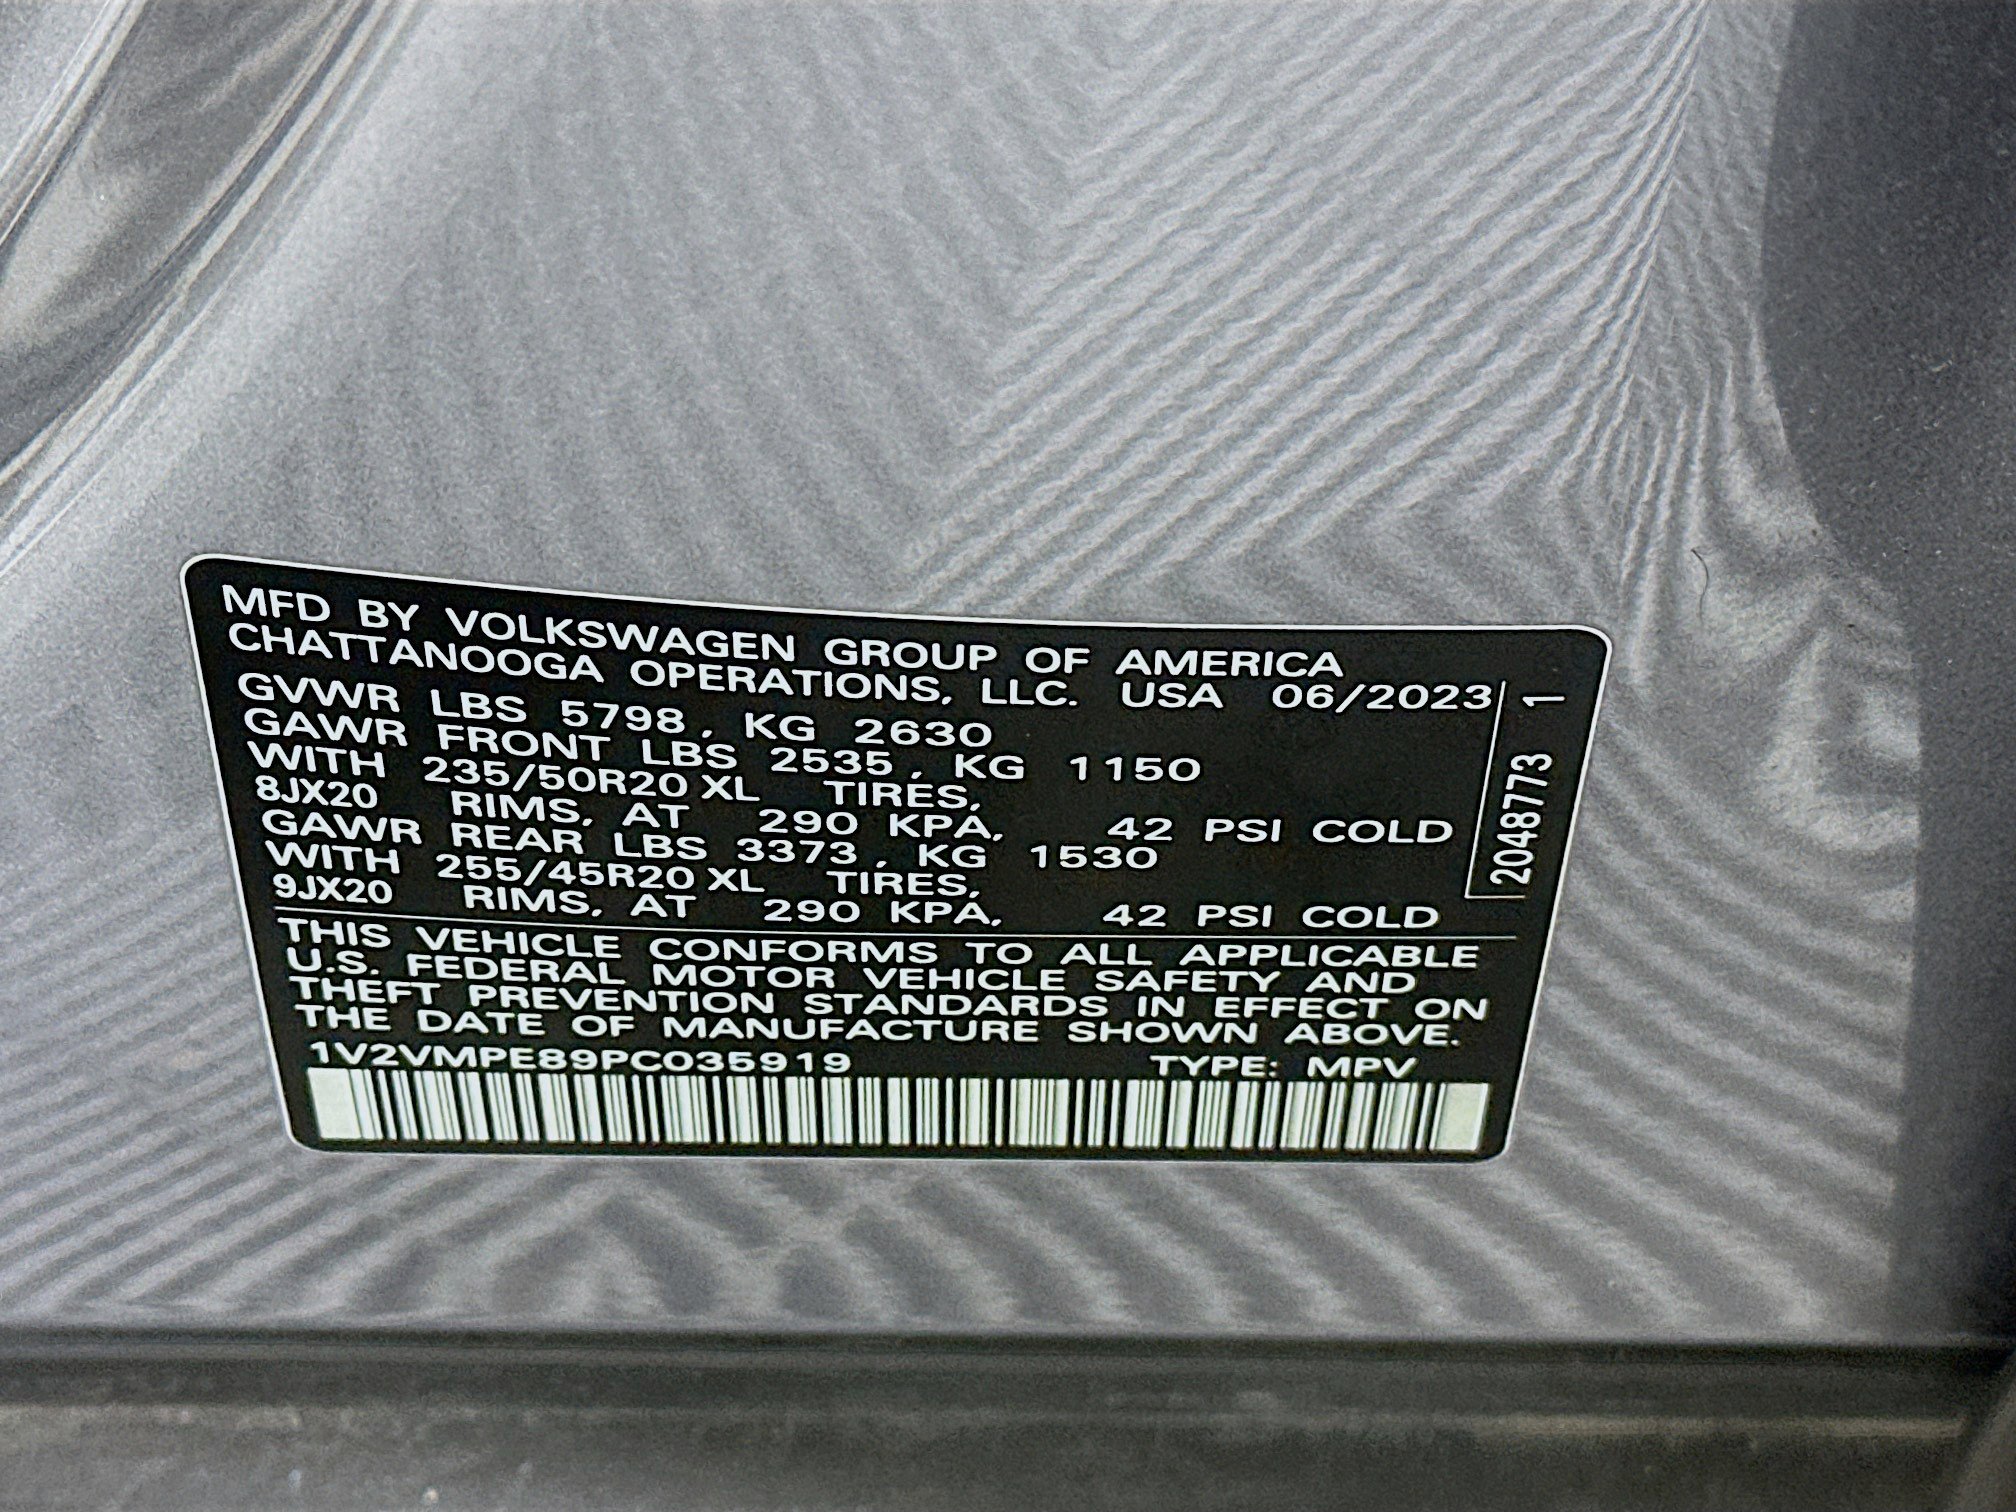 MFD BY VOLKSWAGEN GROUP OF AMERICA
CHATTANOOGA OPERATIONS, LLC. USA 06/2023
GVWR LBS 5798, KG 2630
GAWR FRONT LBS 2535, KG 1150
WITH 235/50R20 XL TIRES,
8JX20 RIMS, AT 290 KPA, 42 PSI COLD
GAWR REAR LBS 3373, KG 1530
WITH 255/45R20 XL TIRES,
9JX20 RIMS, AT 290 KPA, 42 PSI COLD
2048773 1
THIS VEHICLE CONFORMS TO ALL APPLICABLE
U.S. FEDERAL MOTOR VEHICLE SAFETY AND
THEFT PREVENTION STANDARDS IN EFFECT ON
THE DATE OF MANUFACTURE SHOWN ABOVE.
1V2VMPE89PC035919 TYPE: MPV